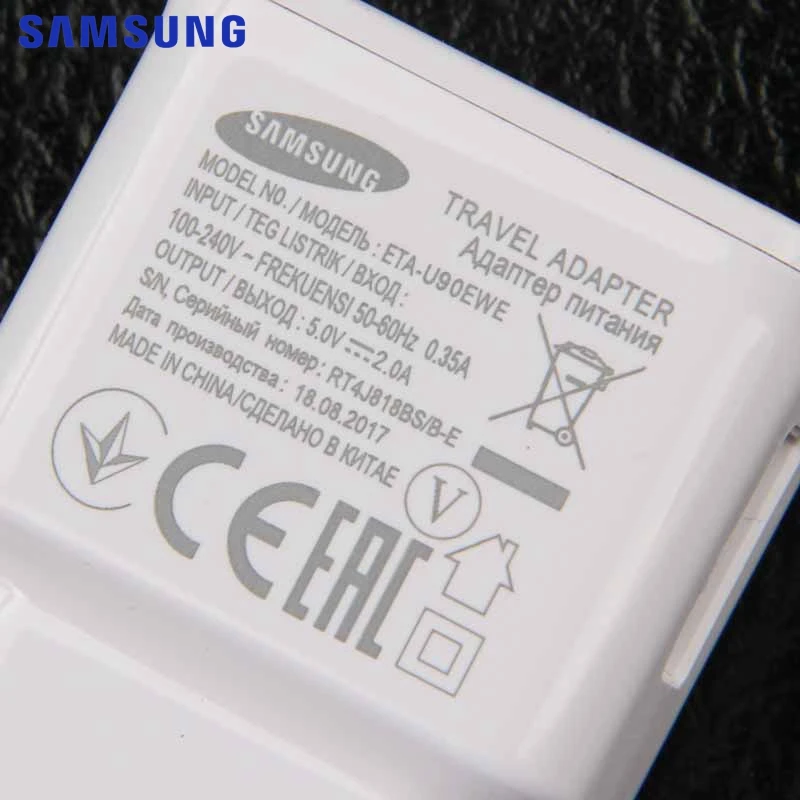 SAMSUNG
SAMSUNG
TRAVEL ADAPTER
Адаптер питания
MODEL NO. / МОДЕЛЬ : ETA-U90EWE
INPUT / TEG LISTRIK / ВХОД :
100-240V ~ FREKUENSI 50-60Hz 0.35A
OUTPUT / ВЫХОД : 5.0V ⎓ 2.0A
S/N, Серийный номер: RT4J818BS/B-E
Дата производства: 18.08.2017
MADE IN CHINA/СДЕЛАНО В КИТАЕ
V
CE
EAC